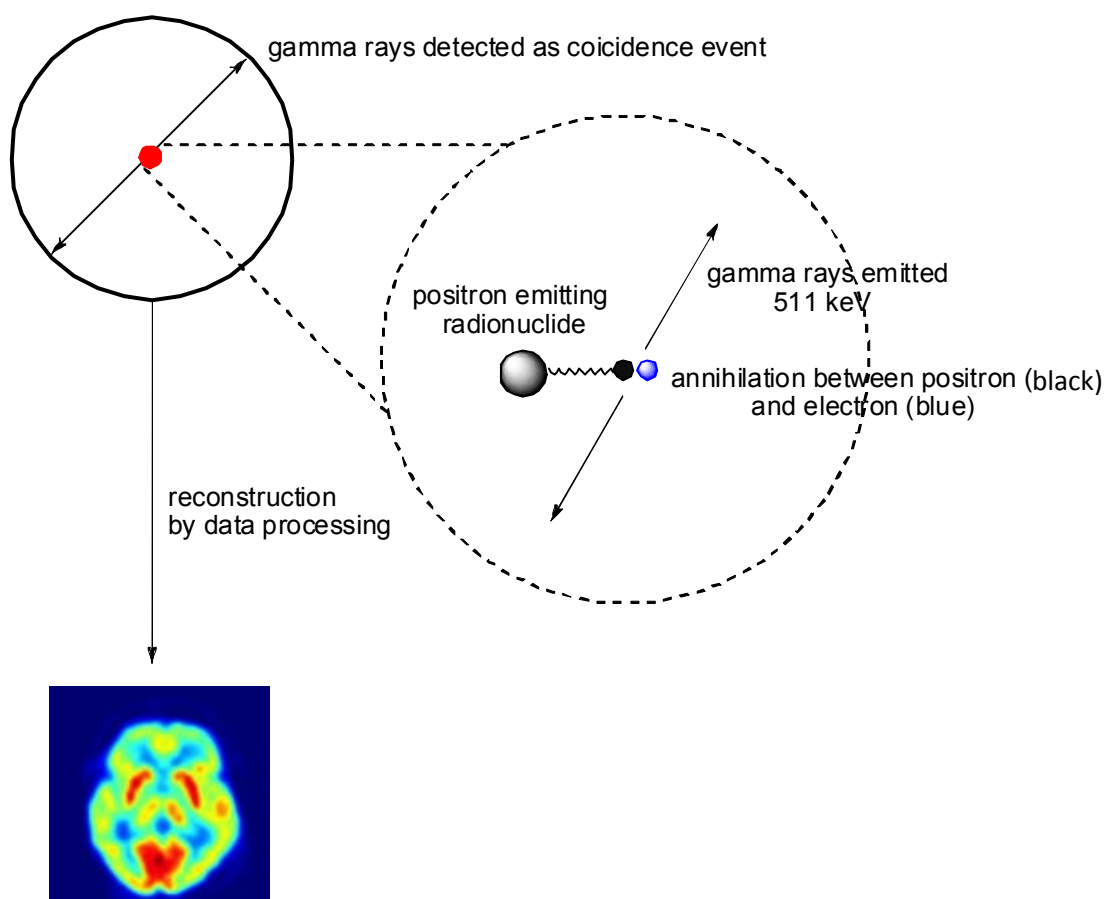 gamma rays detected as coicidence event
positron emitting
radionuclide
gamma rays emitted
511 keV
annihilation between positron (black)
and electron (blue)
reconstruction
by data processing